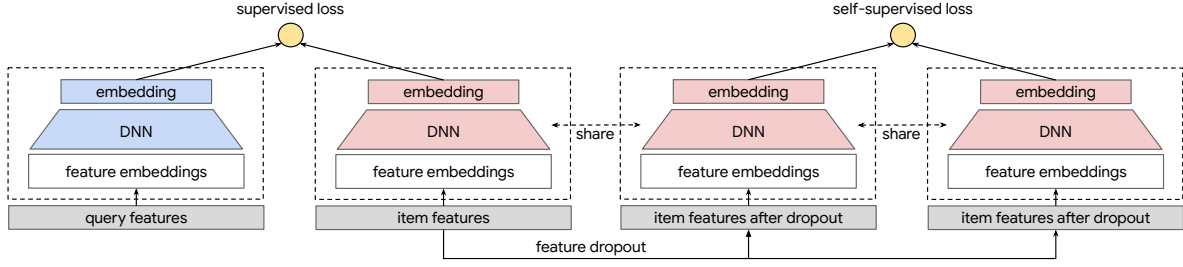 supervised loss
self-supervised loss
embedding
embedding
embedding
embedding
DNN
DNN
DNN
DNN
share
share
feature embeddings
feature embeddings
feature embeddings
feature embeddings
query features
item features
item features after dropout
item features after dropout
feature dropout